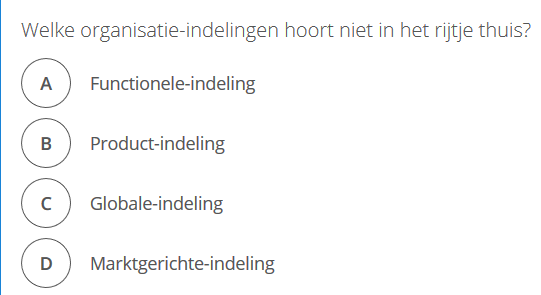 Welke organisatie-indelingen hoort niet in het rijtje thuis?
A Functionele-indeling
B Product-indeling
C Globale-indeling
D Marktgerichte-indeling